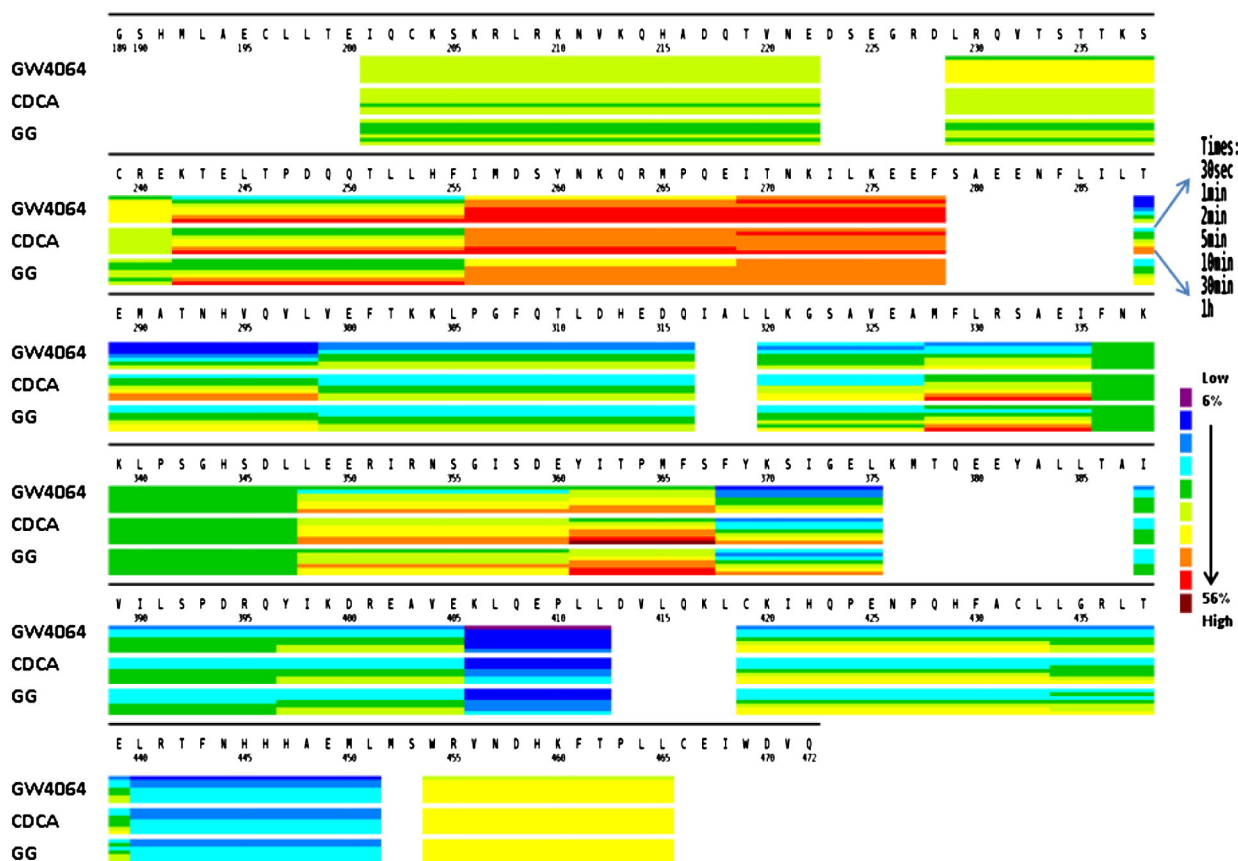 G S H M L A E C L L T E I Q C K S K R L R K N V K Q H A D Q T V N E D S E G R D L R Q V T S T T K S
189 190 195 200 205 210 215 220 225 230 235
GW4064
CDCA
GG
C R E K T E L T P D Q Q T L L H F I M D S Y N K Q R M P Q E I T N K I L K E E F S A E E N F L I L T
240 245 250 255 260 265 270 275 280 285
GW4064
CDCA
GG
Times:
30sec
1min
2min
5min
10min
30min
1h
E M A T N H V Q V L V E F T K K L P G F Q T L D H E D Q I A L L K G S A V E A M F L R S A E I F N K
290 295 300 305 310 315 320 325 330 335
GW4064
CDCA
GG
Low
6%
56%
High
K L P S G H S D L L E E R I R N S G I S D E Y I T P M F S F Y K S I G E L K M T Q E E Y A L L T A I
340 345 350 355 360 365 370 375 380 385
GW4064
CDCA
GG
V I L S P D R Q Y I K D R E A V E K L Q E P L L D V L Q K L C K I H Q P E N P Q H F A C L L G R L T
390 395 400 405 410 415 420 425 430 435
GW4064
CDCA
GG
E L R T F N H H H A E M L M S W R V N D H K F T P L L C E I W D V Q
440 445 450 452 460 465 470 472
GW4064
CDCA
GG